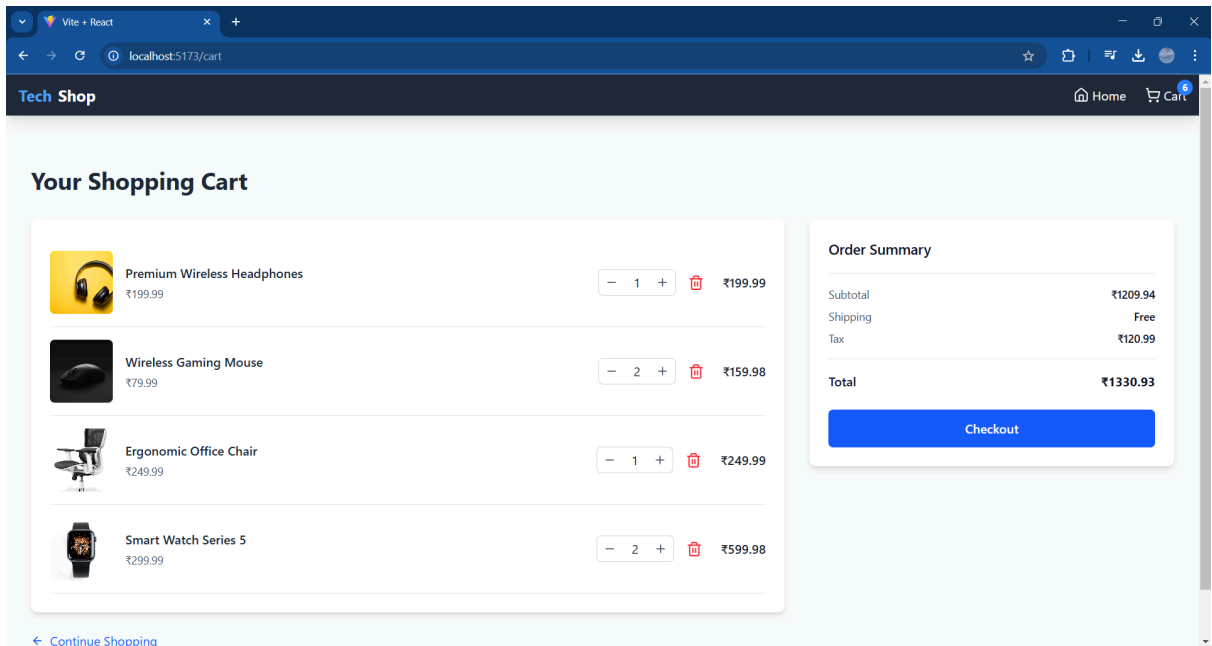 Vite + React
localhost:5173/cart
Tech Shop
Home
Cart
6
Your Shopping Cart
Premium Wireless Headphones
₹199.99
1
₹199.99
Wireless Gaming Mouse
₹79.99
2
₹159.98
Ergonomic Office Chair
₹249.99
1
₹249.99
Smart Watch Series 5
₹299.99
2
₹599.98
Continue Shopping
Order Summary
Subtotal ₹1209.94
Shipping Free
Tax ₹120.99
Total ₹1330.93
Checkout